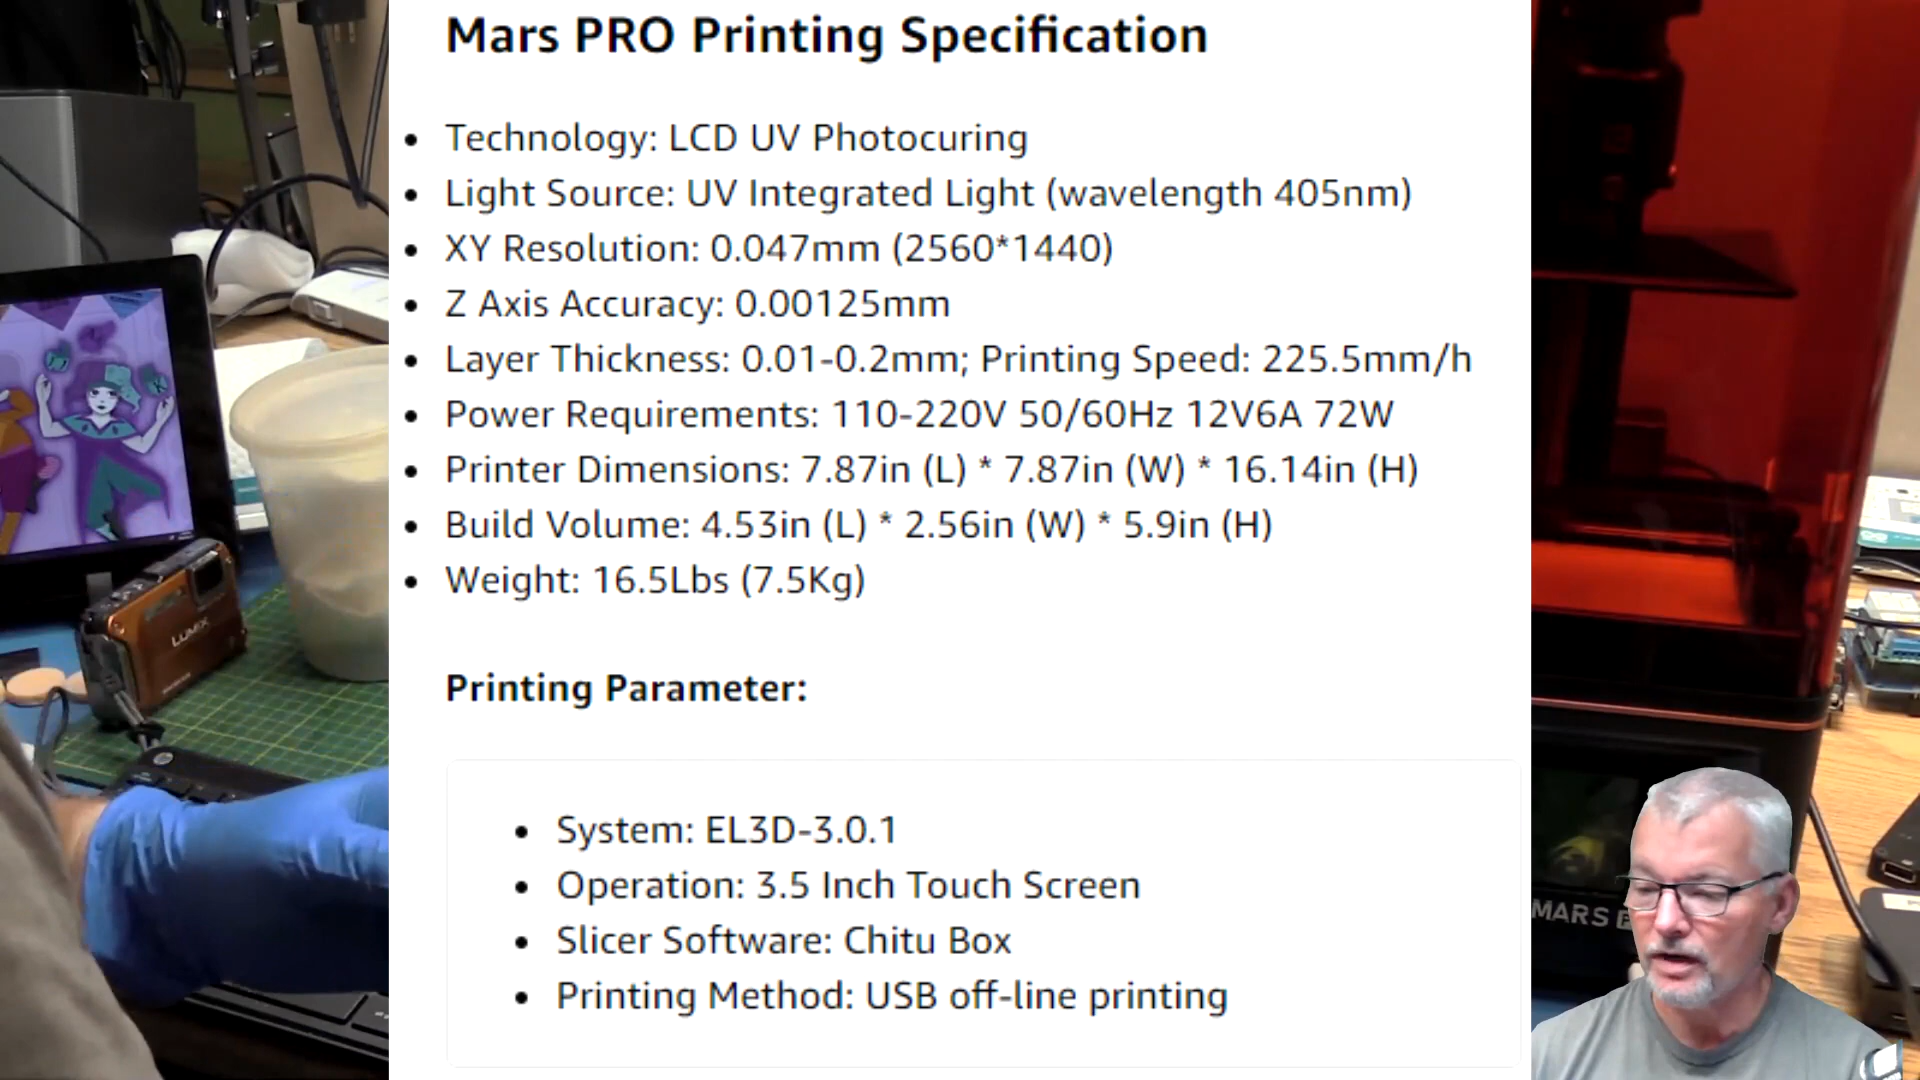 Mars PRO Printing Specification
Technology: LCD UV Photocuring
Light Source: UV Integrated Light (wavelength 405nm)
XY Resolution: 0.047mm (2560*1440)
Z Axis Accuracy: 0.00125mm
Layer Thickness: 0.01-0.2mm; Printing Speed: 225.5mm/h
Power Requirements: 110-220V 50/60Hz 12V6A 72W
Printer Dimensions: 7.87in (L) * 7.87in (W) * 16.14in (H)
Build Volume: 4.53in (L) * 2.56in (W) * 5.9in (H)
Weight: 16.5Lbs (7.5Kg)
Printing Parameter:
System: EL3D-3.0.1
Operation: 3.5 Inch Touch Screen
Slicer Software: Chitu Box
Printing Method: USB off-line printing
LUMIX
MARS